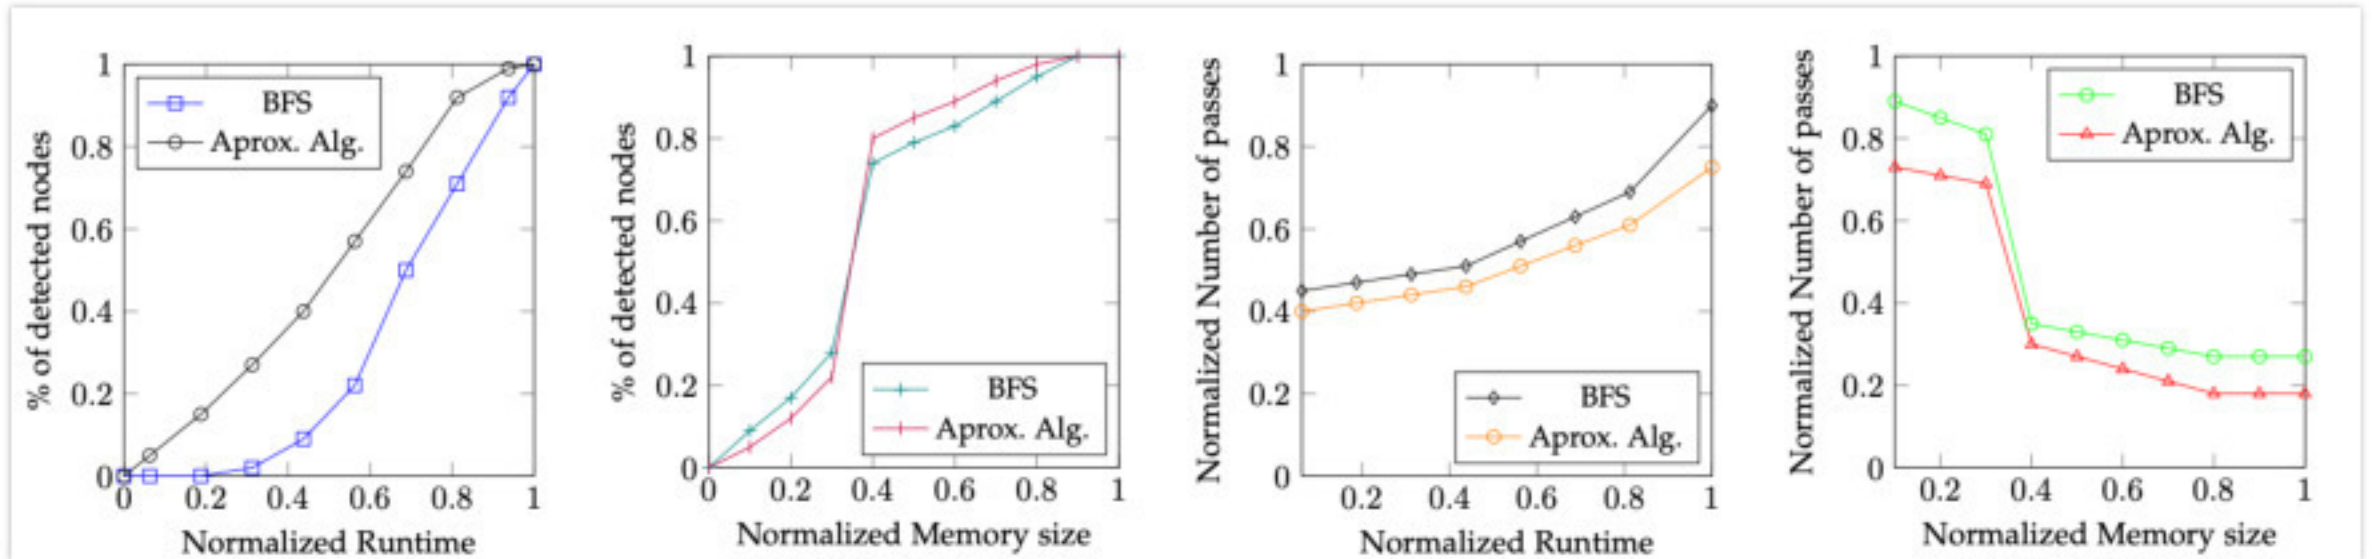 % of detected nodes
1
0.8
0.6
0.4
0.2
0
BFS
Aprox. Alg.
0 0.2 0.4 0.6 0.8 1
Normalized Runtime
% of detected nodes
1
0.8
0.6
0.4
0.2
0
BFS
Aprox. Alg.
0 0.2 0.4 0.6 0.8 1
Normalized Memory size
Normalized Number of passes
1
0.8
0.6
0.4
0.2
0
BFS
Aprox. Alg.
0.2 0.4 0.6 0.8 1
Normalized Runtime
Normalized Number of passes
1
0.8
0.6
0.4
0.2
0
BFS
Aprox. Alg.
0.2 0.4 0.6 0.8 1
Normalized Memory size